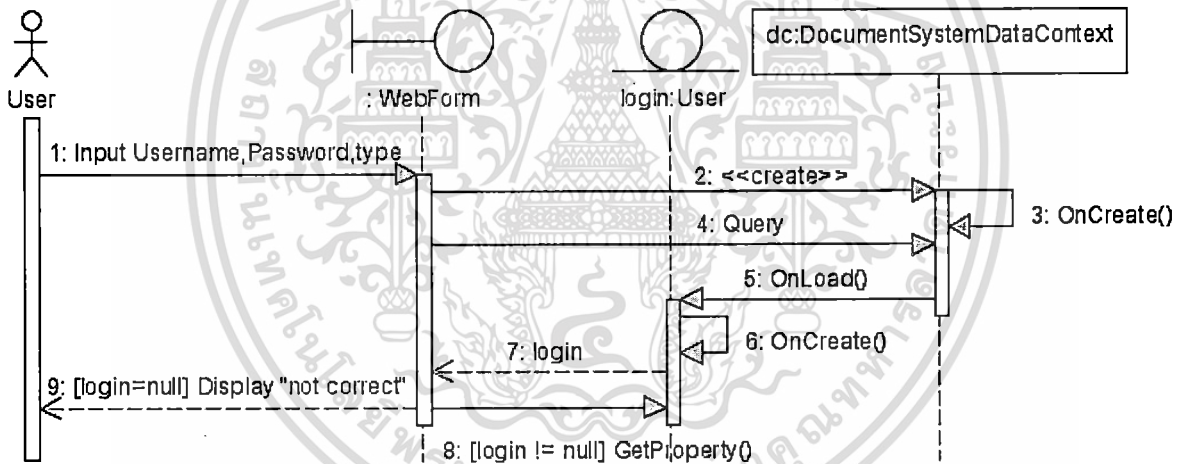 dc:DocumentSystemDataContext
User
: WebForm
login:User
1: Input Username,Password,type
2: <<create>>
3: OnCreate()
4: Query
5: OnLoad()
6: OnCreate()
7: login
9: [login=null] Display "not correct"
8: [login != null] GetProperty()